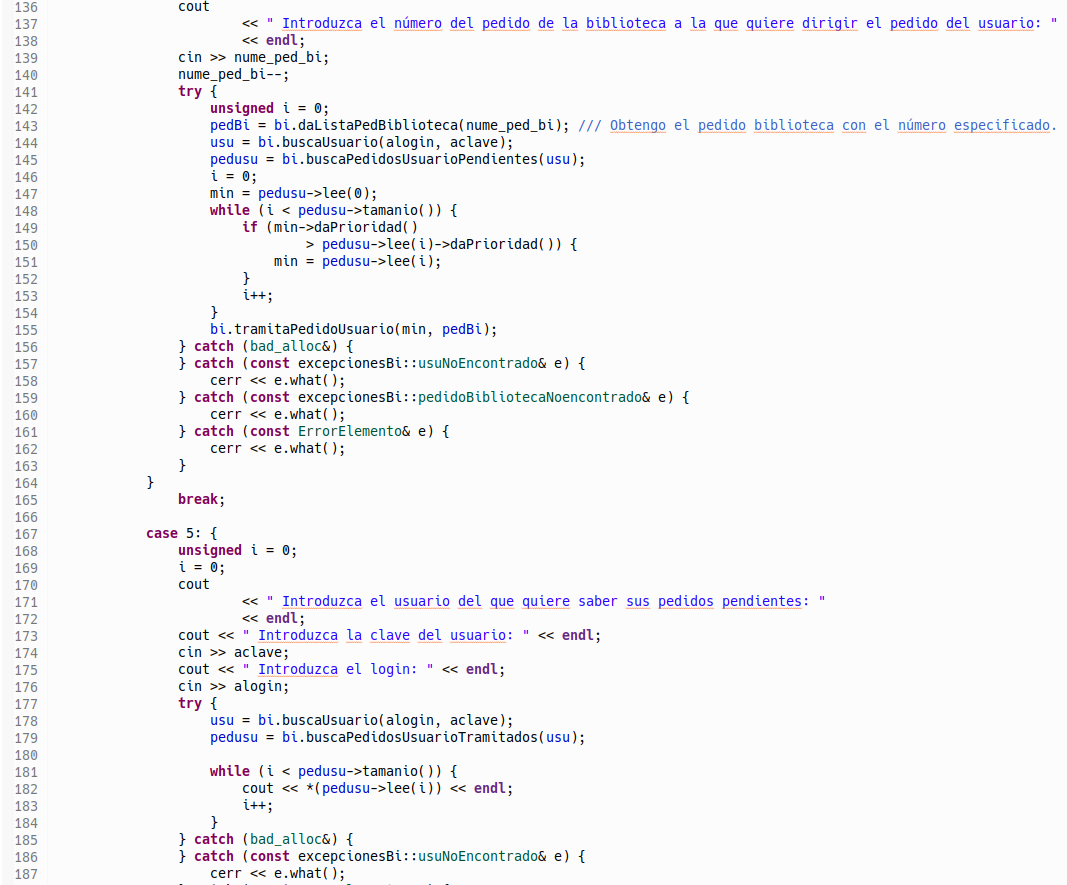 136                 cout
137                         << " Introduzca el número del pedido de la biblioteca a la que quiere dirigir el pedido del usuario: "
138                         << endl;
139                 cin >> nume_ped_bi;
140                 nume_ped_bi--;
141                 try {
142                     unsigned i = 0;
143                     pedBi = bi.daListaPedBiblioteca(nume_ped_bi); /// Obtengo el pedido biblioteca con el número especificado.
144                     usu = bi.buscaUsuario(alogin, aclave);
145                     pedusu = bi.buscaPedidosUsuarioPendientes(usu);
146                     i = 0;
147                     min = pedusu->lee(0);
148                     while (i < pedusu->tamanio()) {
149                         if (min->daPrioridad()
150                                 > pedusu->lee(i)->daPrioridad()) {
151                             min = pedusu->lee(i);
152                         }
153                         i++;
154                     }
155                     bi.tramitaPedidoUsuario(min, pedBi);
156                 } catch (bad_alloc&) {
157                 } catch (const excepcionesBi::usuNoEncontrado& e) {
158                     cerr << e.what();
159                 } catch (const excepcionesBi::pedidoBibliotecaNoencontrado& e) {
160                     cerr << e.what();
161                 } catch (const ErrorElemento& e) {
162                     cerr << e.what();
163                 }
164             }
165                 break;
166
167             case 5: {
168                 unsigned i = 0;
169                 i = 0;
170                 cout
171                         << " Introduzca el usuario del que quiere saber sus pedidos pendientes: "
172                         << endl;
173                 cout << " Introduzca la clave del usuario: " << endl;
174                 cin >> aclave;
175                 cout << " Introduzca el login: " << endl;
176                 cin >> alogin;
177                 try {
178                     usu = bi.buscaUsuario(alogin, aclave);
179                     pedusu = bi.buscaPedidosUsuarioTramitados(usu);
180
181                     while (i < pedusu->tamanio()) {
182                         cout << *(pedusu->lee(i)) << endl;
183                         i++;
184                     }
185                 } catch (bad_alloc&) {
186                 } catch (const excepcionesBi::usuNoEncontrado& e) {
187                     cerr << e.what();